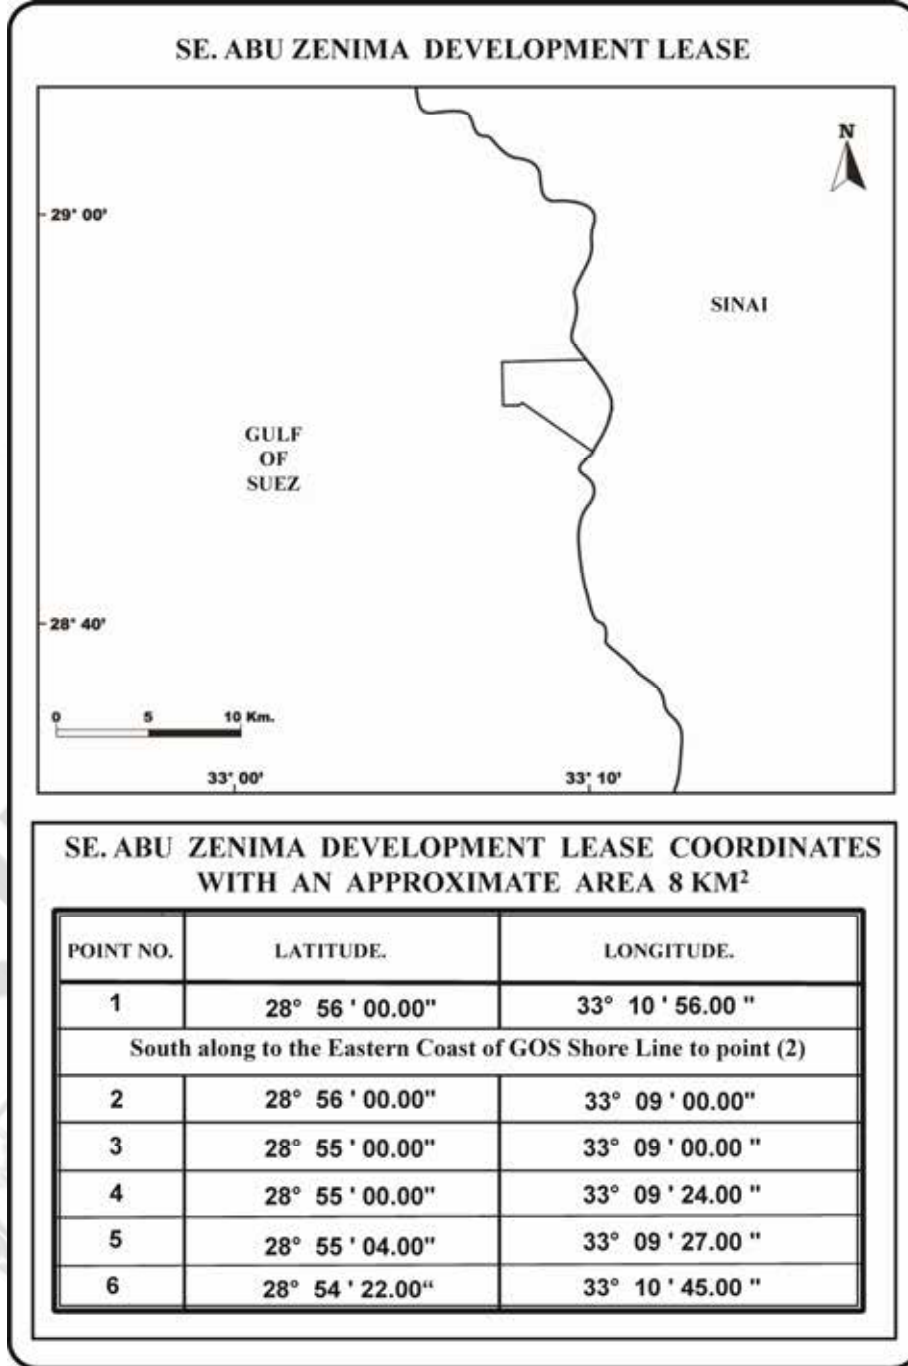 SE. ABU ZENIMA DEVELOPMENT LEASE
N
29° 00'
SINAI
GULF
OF
SUEZ
28° 40'
0 5 10 Km.
33° 00' 33° 10'
SE. ABU ZENIMA DEVELOPMENT LEASE COORDINATES
WITH AN APPROXIMATE AREA 8 KM²
POINT NO. LATITUDE. LONGITUDE.
1 28° 56 ' 00.00" 33° 10 ' 56.00 "
South along to the Eastern Coast of GOS Shore Line to point (2)
2 28° 56 ' 00.00" 33° 09 ' 00.00"
3 28° 55 ' 00.00" 33° 09 ' 00.00 "
4 28° 55 ' 00.00" 33° 09 ' 24.00 "
5 28° 55 ' 04.00" 33° 09 ' 27.00 "
6 28° 54 ' 22.00“ 33° 10 ' 45.00 "